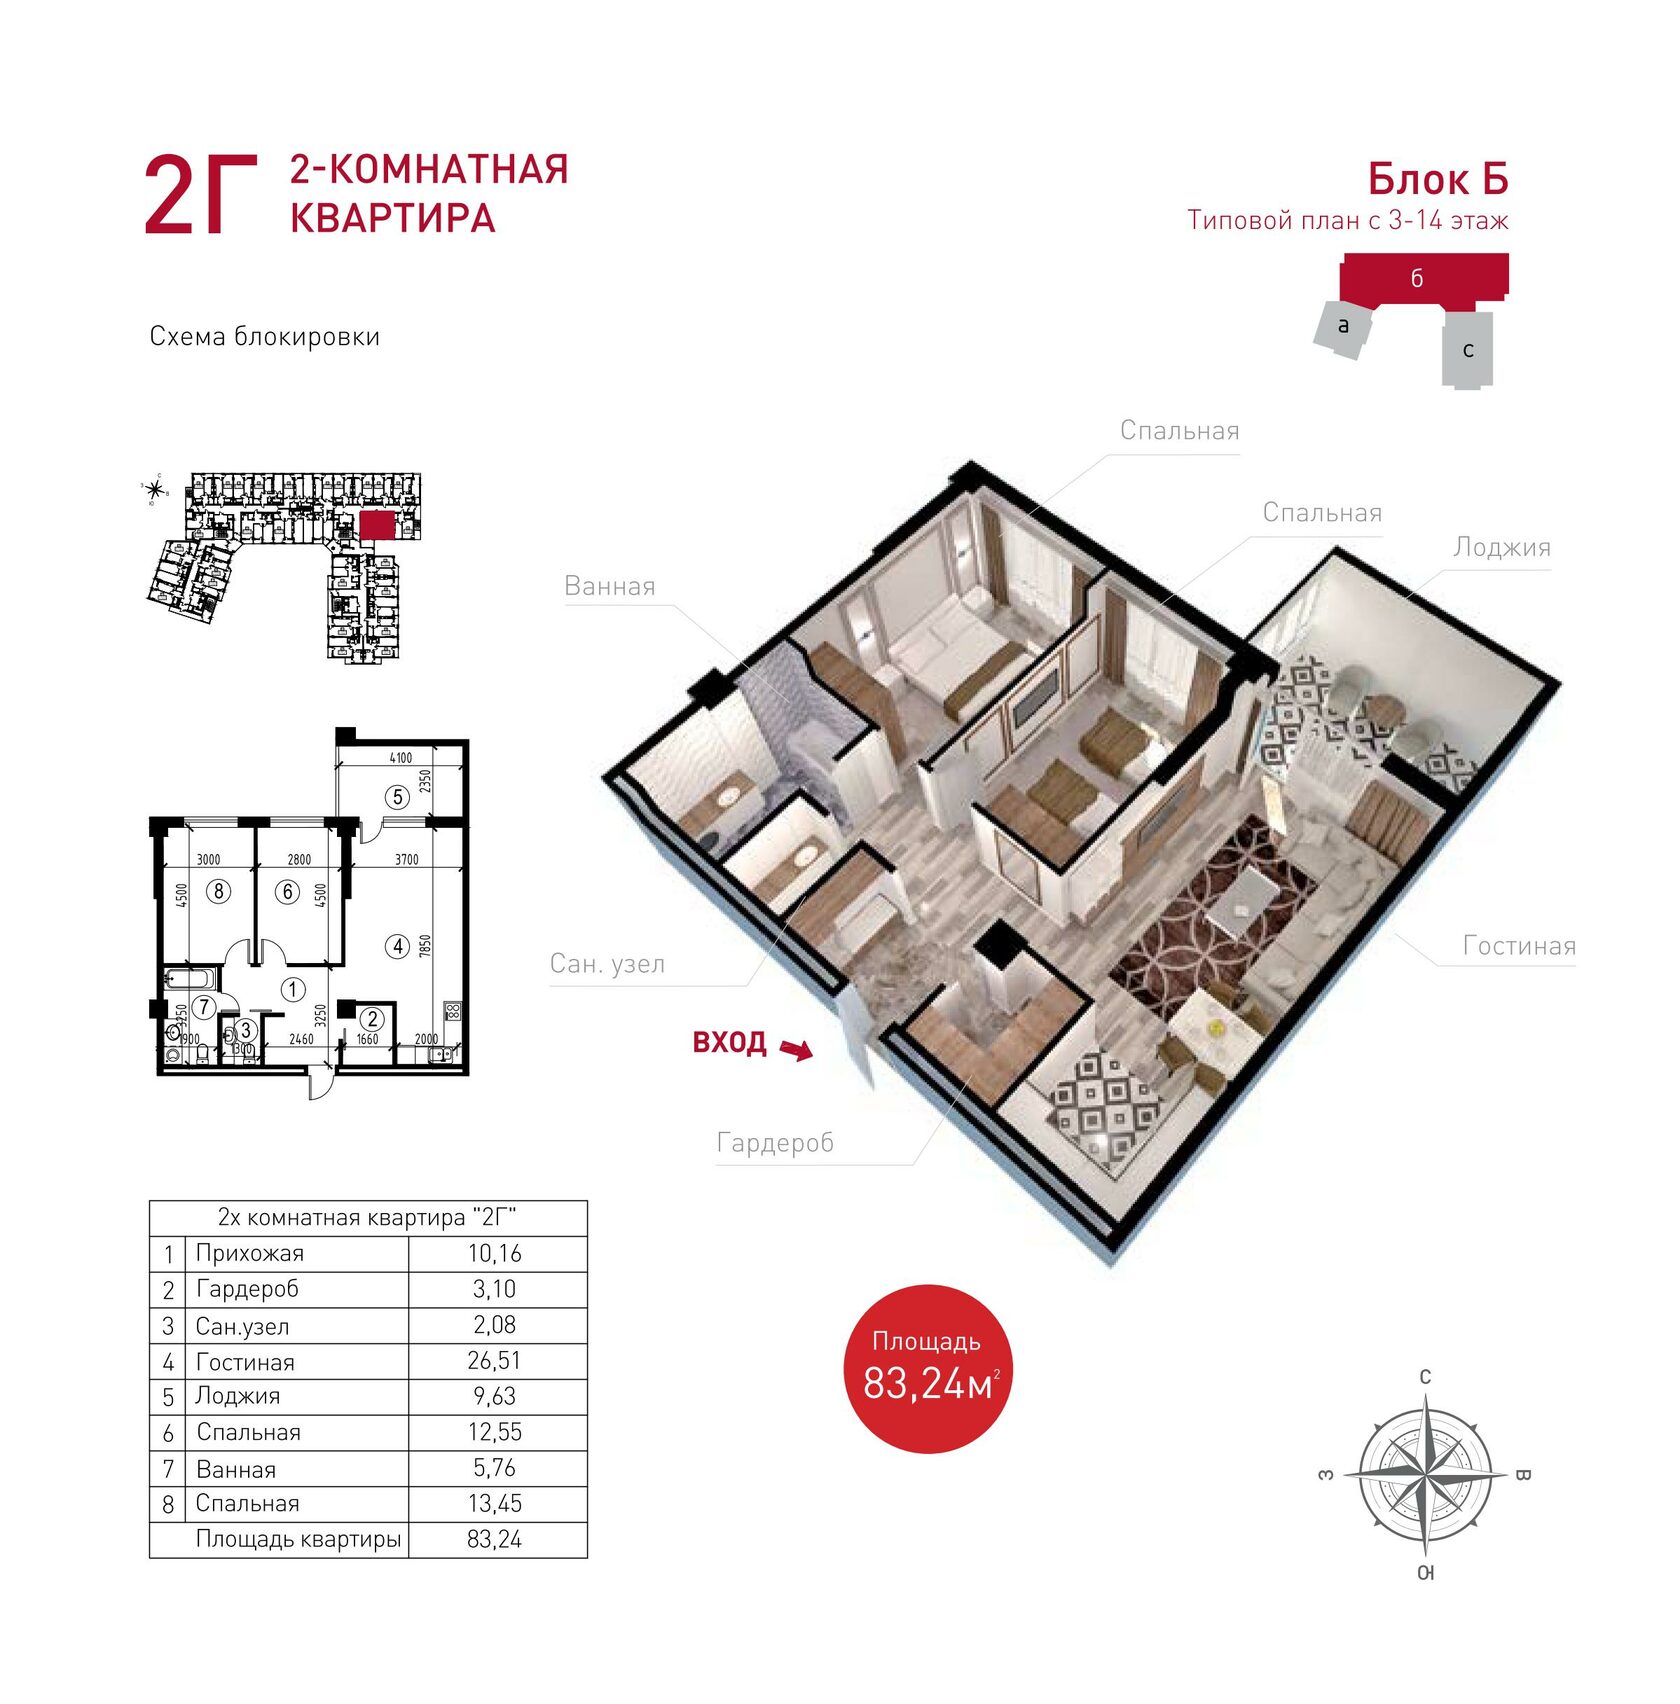 2Г
2-КОМНАТНАЯ
КВАРТИРА
Блок Б
Типовой план с 3-14 этаж
б
а
с
Схема блокировки
Спальная
Спальная
Лоджия
Ванная
Сан. узел
Гостиная
ВХОД
Гардероб
4100
2350
5
3000
2800
3700
4500
8
6
4500
4
7850
1
7
3250
3
3250
2
1900
1300
2460
1660
2000
2х комнатная квартира "2Г"
1 Прихожая 10,16
2 Гардероб 3,10
3 Сан.узел 2,08
4 Гостиная 26,51
5 Лоджия 9,63
6 Спальная 12,55
7 Ванная 5,76
8 Спальная 13,45
Площадь квартиры 83,24
Площадь
83,24м²
С
З
В
Ю